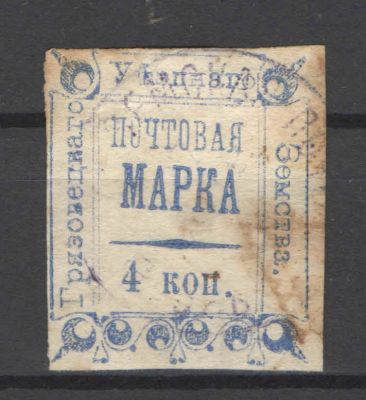 Уѣзднаго
Грязовецкаго
ПОЧТОВАЯ
МАРКА
4 коп.
Земства.